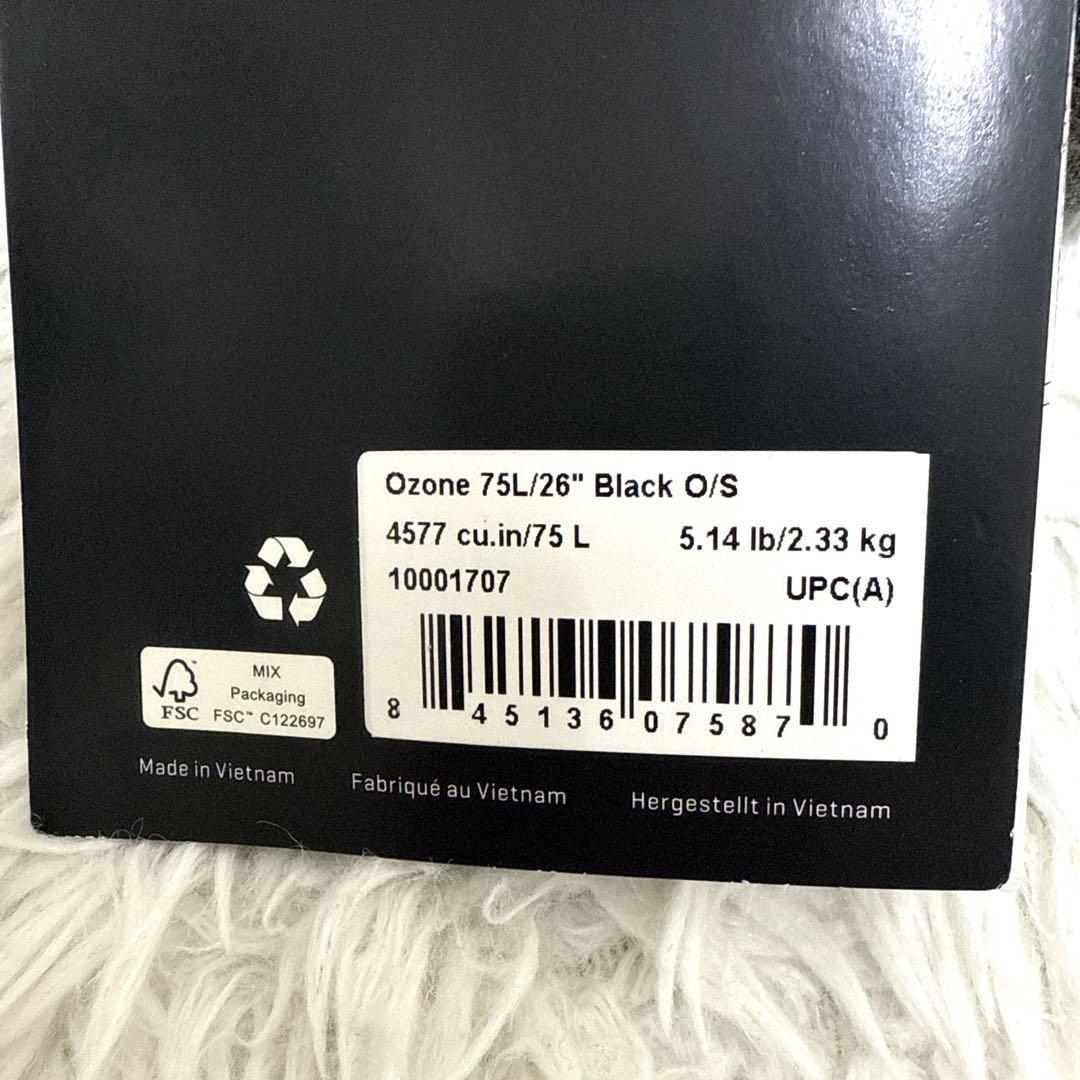 Ozone 75L/26" Black O/S
4577 cu.in/75 L 5.14 lb/2.33 kg
10001707 UPC(A)
8 45136 07587 0
FSC™
MIX
Packaging
FSC™ C122697
Made in Vietnam Fabriqué au Vietnam Hergestellt in Vietnam